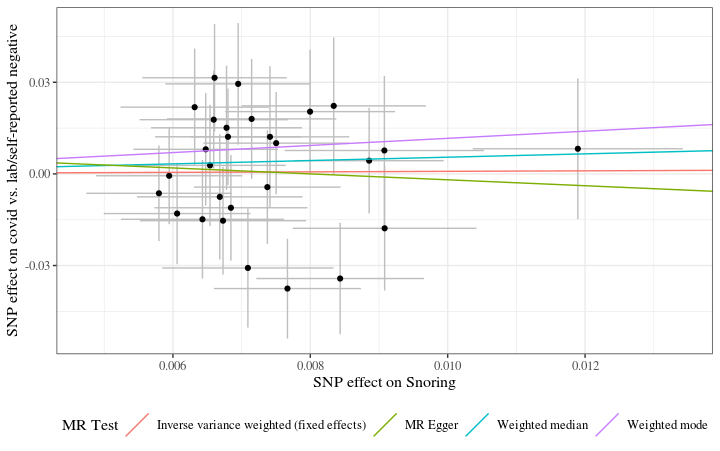 SNP effect on covid vs. lab/self-reported negative
0.03
0.00
-0.03
0.006
0.008
0.010
0.012
SNP effect on Snoring
MR Test
Inverse variance weighted (fixed effects)
MR Egger
Weighted median
Weighted mode